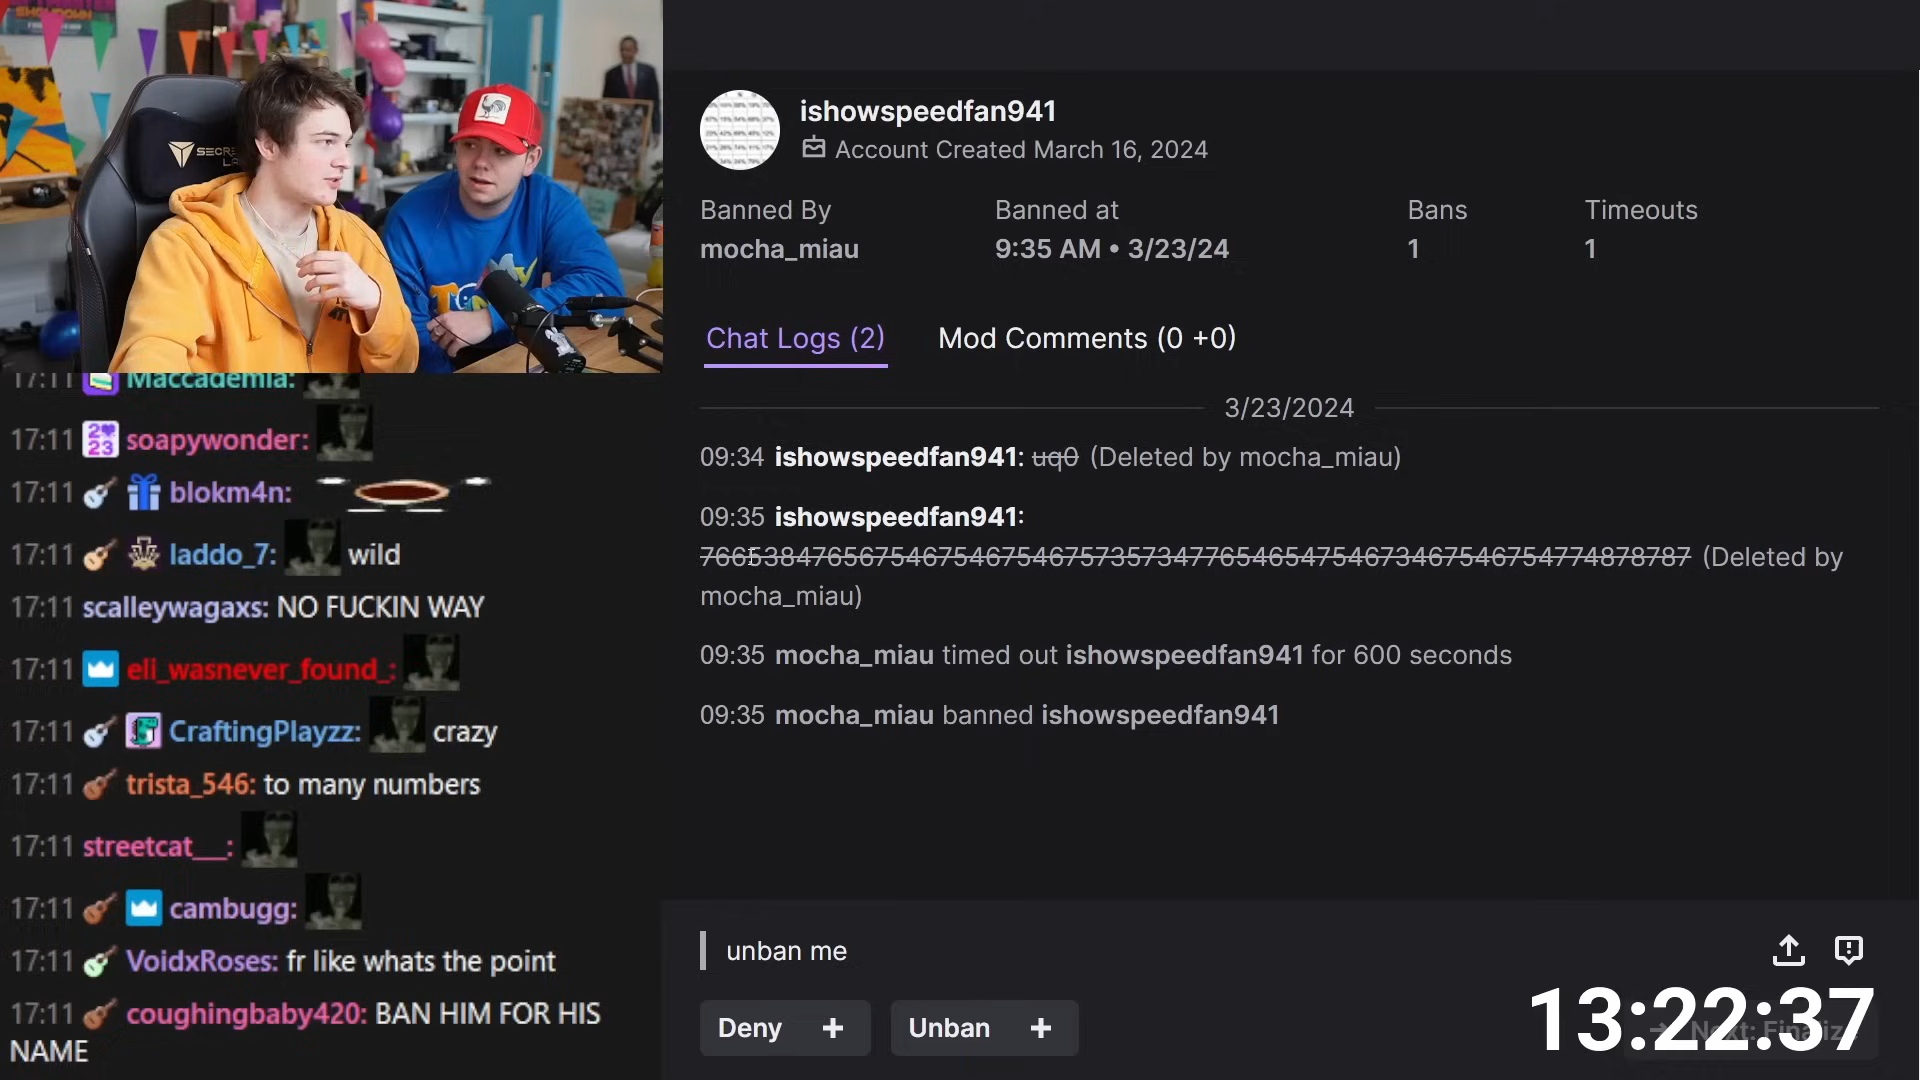 ishowspeedfan941
Account Created March 16, 2024
Banned By
mocha_miau
Banned at
9:35 AM • 3/23/24
Bans
1
Timeouts
1
Chat Logs (2)
Mod Comments (0 +0)
3/23/2024
09:34 ishowspeedfan941: uq0 (Deleted by mocha_miau)
09:35 ishowspeedfan941:
7665384765675467546754675735734776546547546734675467547748​78787 (Deleted by
mocha_miau)
09:35 mocha_miau timed out ishowspeedfan941 for 600 seconds
09:35 mocha_miau banned ishowspeedfan941
unban me
Deny +
Unban +
Next: Finaliz
13:22:37
17:11 Maccademia:
17:11 soapywonder:
17:11 blokm4n:
17:11 laddo_7: wild
17:11 scalleywagaxs: NO FUCKIN WAY
17:11 eli_wasnever_found_:
17:11 CraftingPlayzz: crazy
17:11 trista_546: to many numbers
17:11 streetcat___:
17:11 cambugg:
17:11 VoidxRoses: fr like whats the point
17:11 coughingbaby420: BAN HIM FOR HIS
NAME